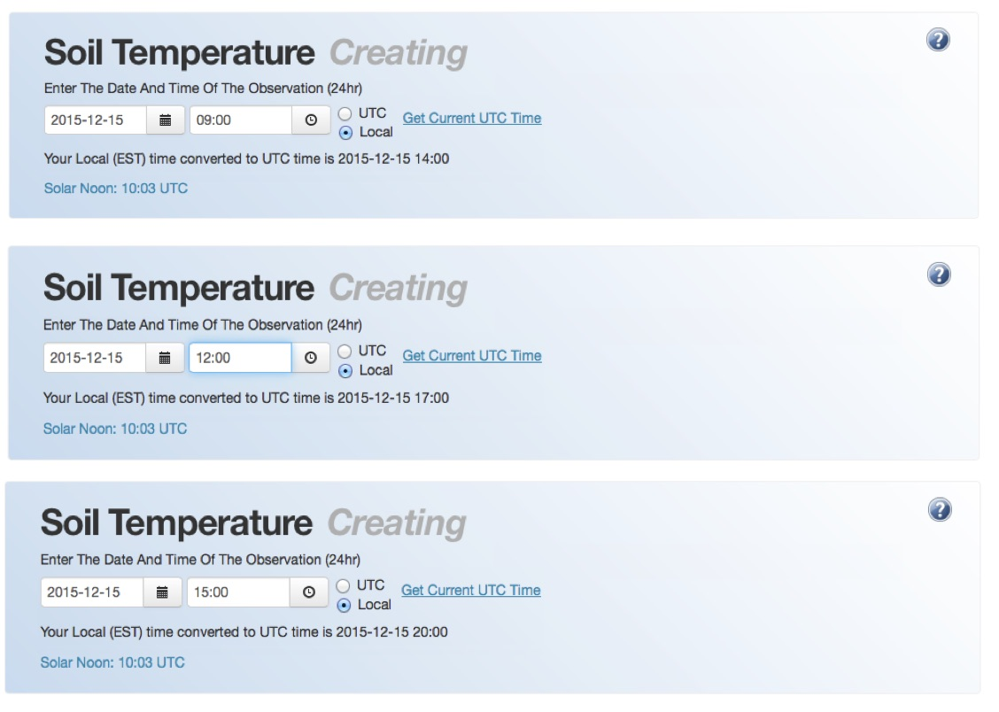 Soil Temperature Creating
Enter The Date And Time Of The Observation (24hr)
2015-12-15 09:00 UTC Get Current UTC Time
Local
Your Local (EST) time converted to UTC time is 2015-12-15 14:00
Solar Noon: 10:03 UTC
Soil Temperature Creating
Enter The Date And Time Of The Observation (24hr)
2015-12-15 12:00 UTC Get Current UTC Time
Local
Your Local (EST) time converted to UTC time is 2015-12-15 17:00
Solar Noon: 10:03 UTC
Soil Temperature Creating
Enter The Date And Time Of The Observation (24hr)
2015-12-15 15:00 UTC Get Current UTC Time
Local
Your Local (EST) time converted to UTC time is 2015-12-15 20:00
Solar Noon: 10:03 UTC